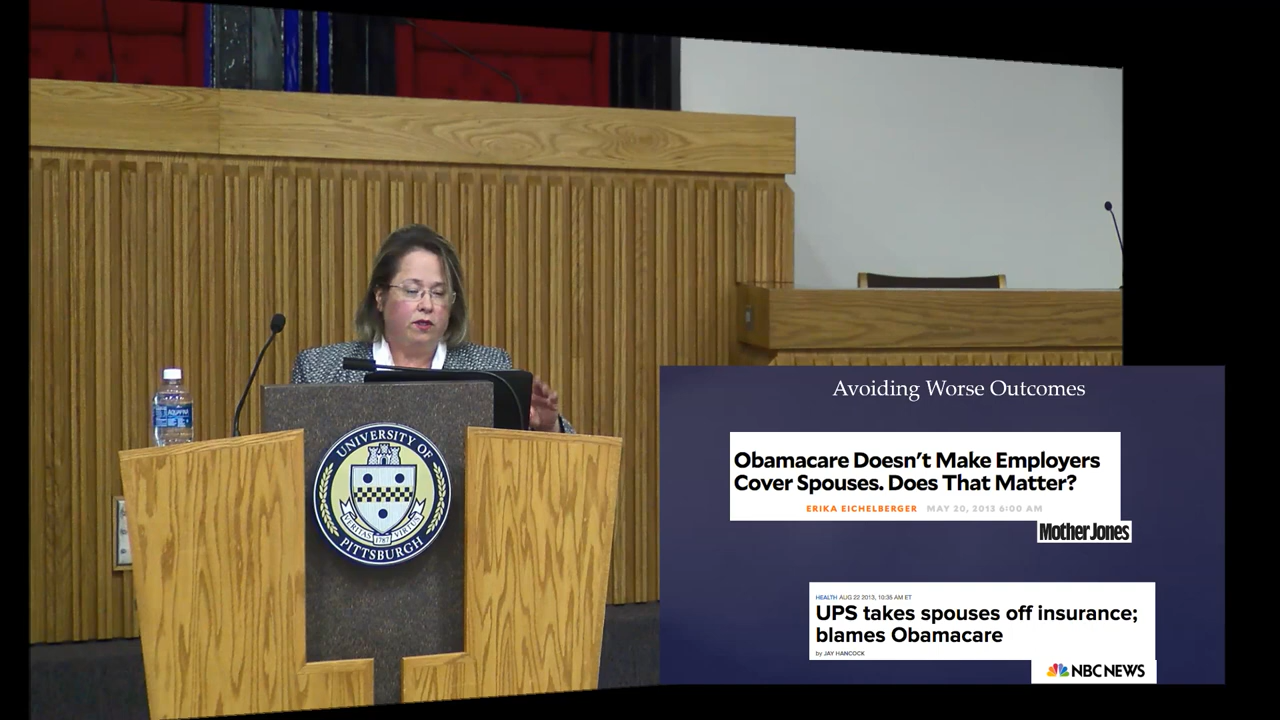 Avoiding Worse Outcomes
Obamacare Doesn't Make Employers
Cover Spouses. Does That Matter?
ERIKA EICHELBERGER MAY 20, 2013 6:00 AM
Mother Jones
HEALTH AUG 22 2013, 10:35 AM ET
UPS takes spouses off insurance;
blames Obamacare
by JAY HANCOCK
NBC NEWS
UNIVERSITY OF
PITTSBURGH
VERITAS VIRTUS
1787
AQUAFINA